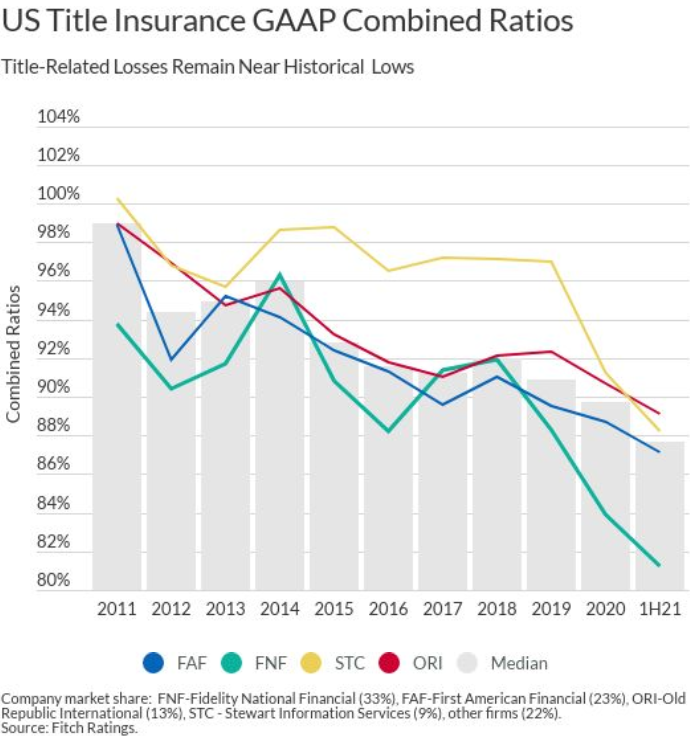 US Title Insurance GAAP Combined Ratios
Title-Related Losses Remain Near Historical Lows
104%
102%
100%
98%
96%
94%
92%
90%
88%
86%
84%
82%
80%
Combined Ratios
2011 2012 2013 2014 2015 2016 2017 2018 2019 2020 1H21
FAF FNF STC ORI Median
Company market share: FNF-Fidelity National Financial (33%), FAF-First American Financial (23%), ORI-Old
Republic International (13%), STC - Stewart Information Services (9%), other firms (22%).
Source: Fitch Ratings.